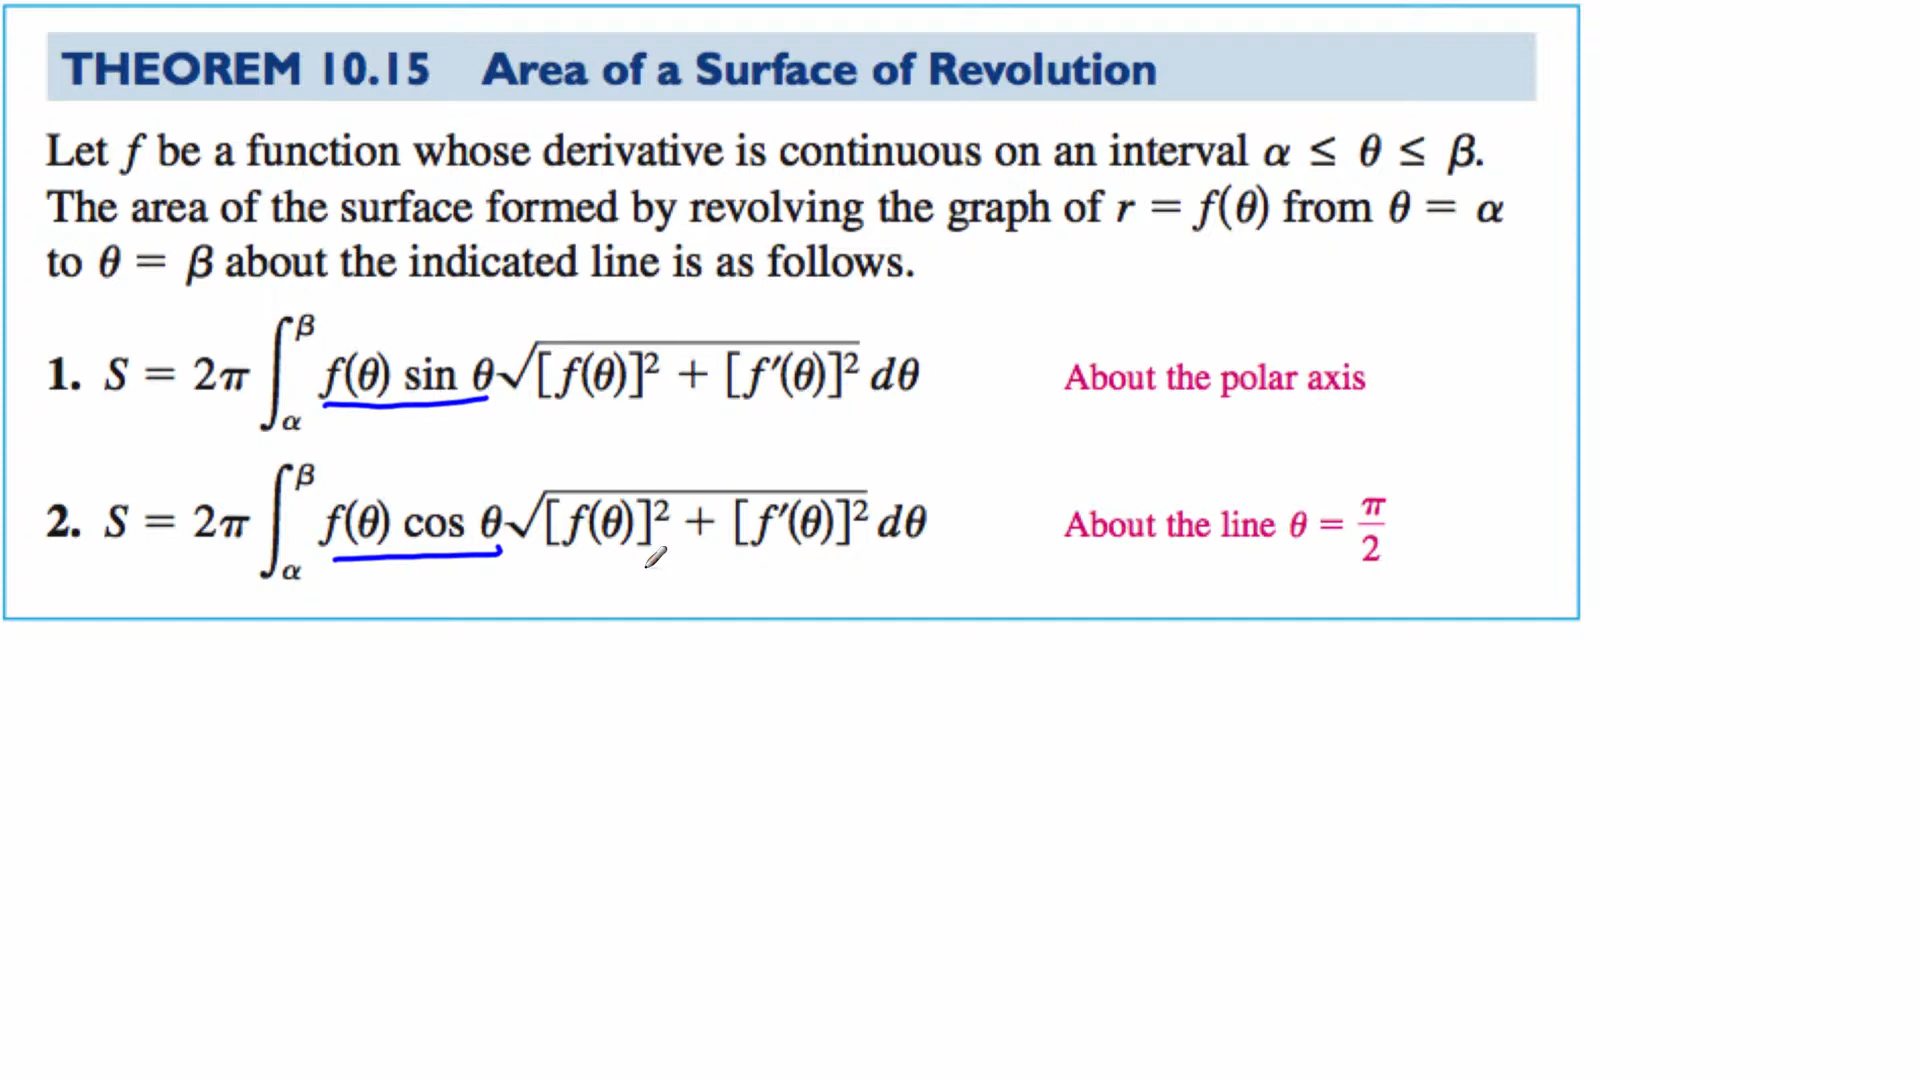 THEOREM 10.15 Area of a Surface of Revolution
Let f be a function whose derivative is continuous on an interval α ≤ θ ≤ β.
The area of the surface formed by revolving the graph of r = f(θ) from θ = α
to θ = β about the indicated line is as follows.
1. S = 2π ∫_α^β f(θ) sin θ√([f(θ)]² + [f′(θ)]²) dθ About the polar axis
2. S = 2π ∫_α^β f(θ) cos θ√([f(θ)]² + [f′(θ)]²) dθ About the line θ = π/2